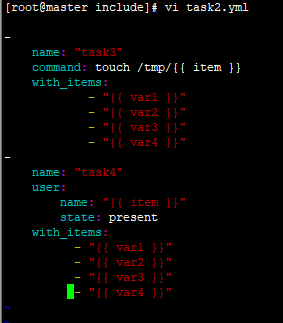 [root@master include]# vi task2.yml
-
name: "task3"
command: touch /tmp/{{ item }}
with_items:
- "{{ var1 }}"
- "{{ var2 }}"
- "{{ var3 }}"
- "{{ var4 }}"
-
name: "task4"
user:
name: "{{ item }}"
state: present
with_items:
- "{{ var1 }}"
- "{{ var2 }}"
- "{{ var3 }}"
- "{{ var4 }}"
~
~